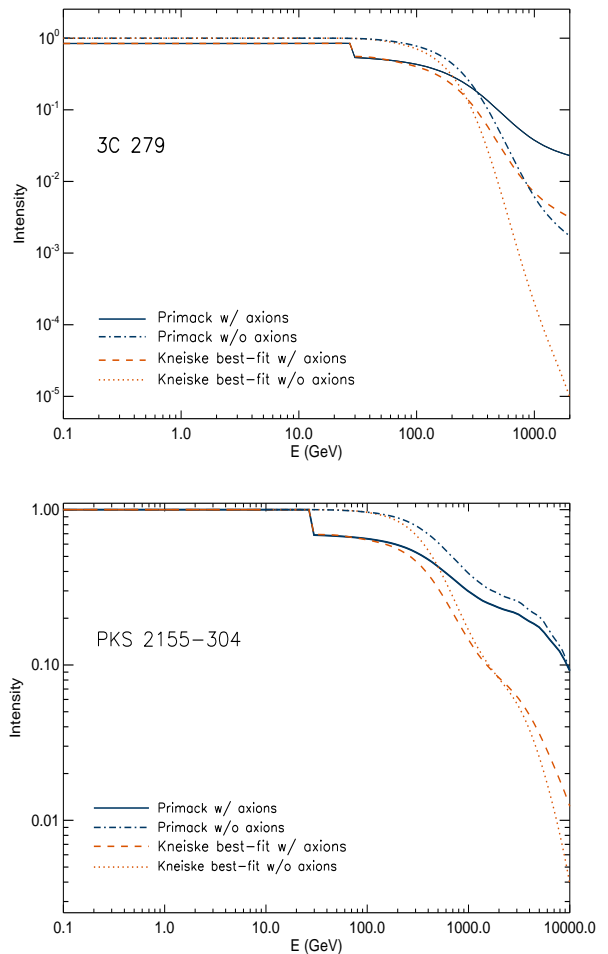 10⁰
10⁻¹
10⁻²
10⁻³
10⁻⁴
10⁻⁵
Intensity
3C 279
Primack w/ axions
Primack w/o axions
Kneiske best-fit w/ axions
Kneiske best-fit w/o axions
0.1 1.0 10.0 100.0 1000.0
E (GeV)
1.00
0.10
0.01
Intensity
PKS 2155-304
Primack w/ axions
Primack w/o axions
Kneiske best-fit w/ axions
Kneiske best-fit w/o axions
0.1 1.0 10.0 100.0 1000.0 10000.0
E (GeV)